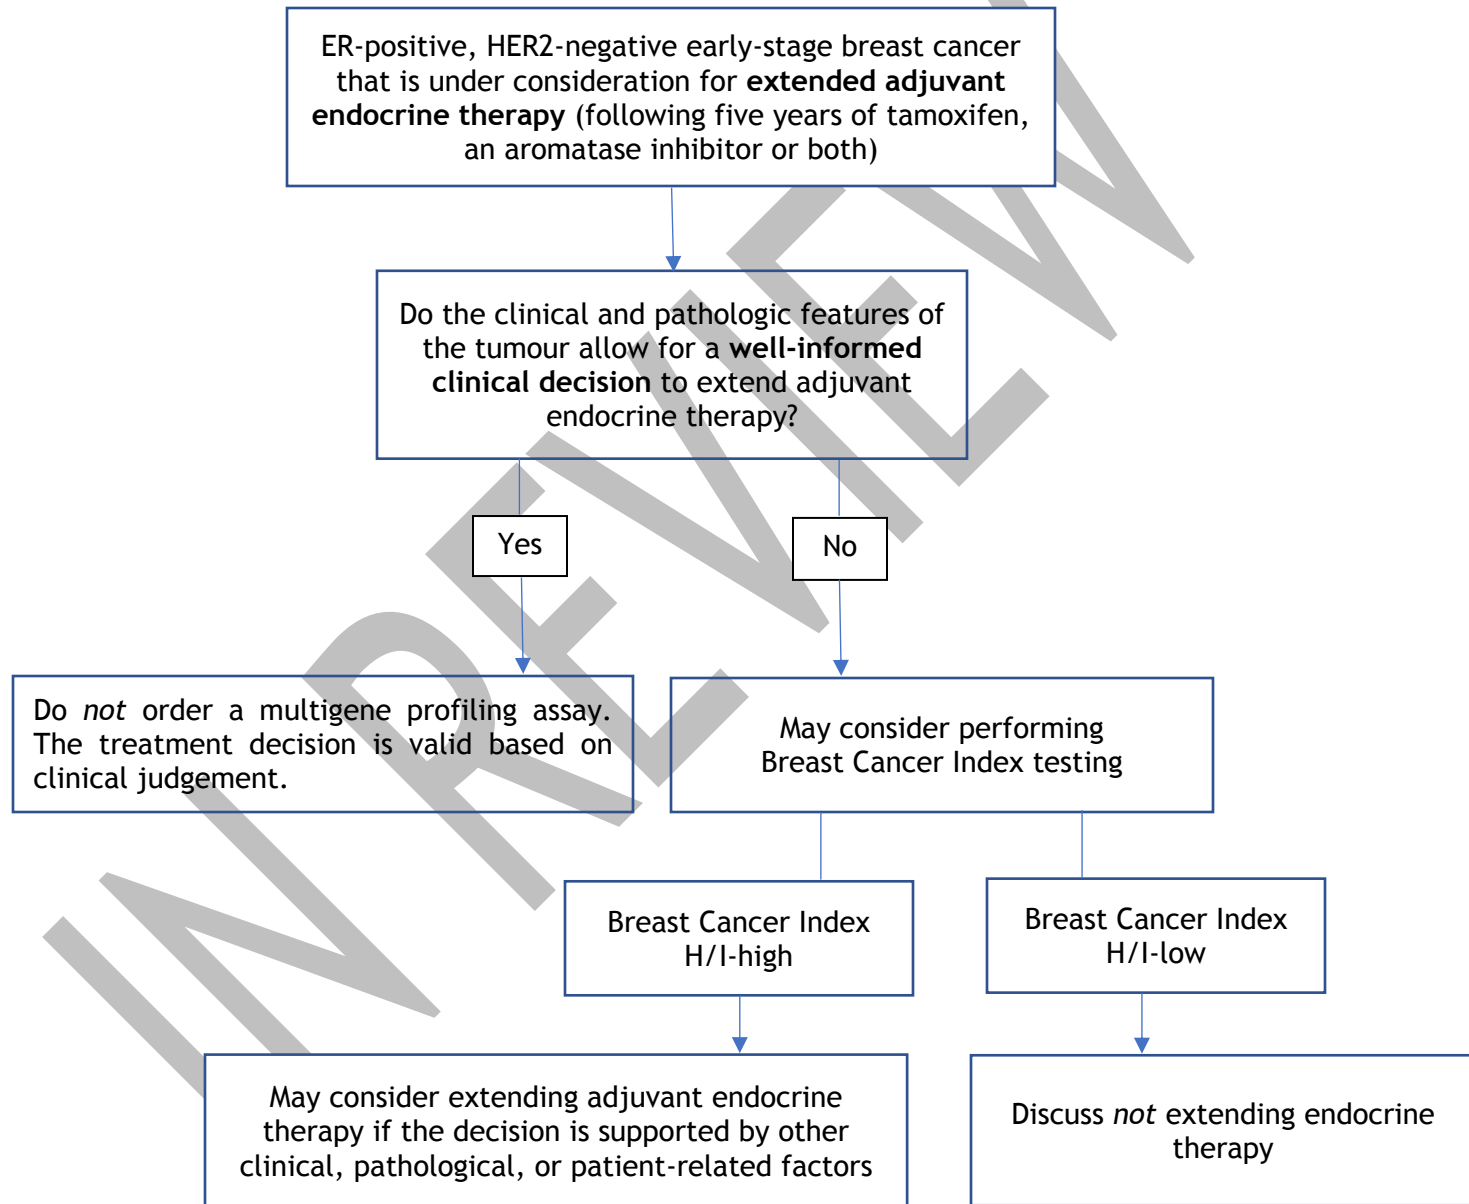 ER-positive, HER2-negative early-stage breast cancer
that is under consideration for extended adjuvant
endocrine therapy (following five years of tamoxifen,
an aromatase inhibitor or both)
Do the clinical and pathologic features of
the tumour allow for a well-informed
clinical decision to extend adjuvant
endocrine therapy?
Yes
No
Do not order a multigene profiling assay.
The treatment decision is valid based on
clinical judgement.
May consider performing
Breast Cancer Index testing
Breast Cancer Index
H/I-high
Breast Cancer Index
H/I-low
May consider extending adjuvant endocrine
therapy if the decision is supported by other
clinical, pathological, or patient-related factors
Discuss not extending endocrine
therapy
IN REVIEW